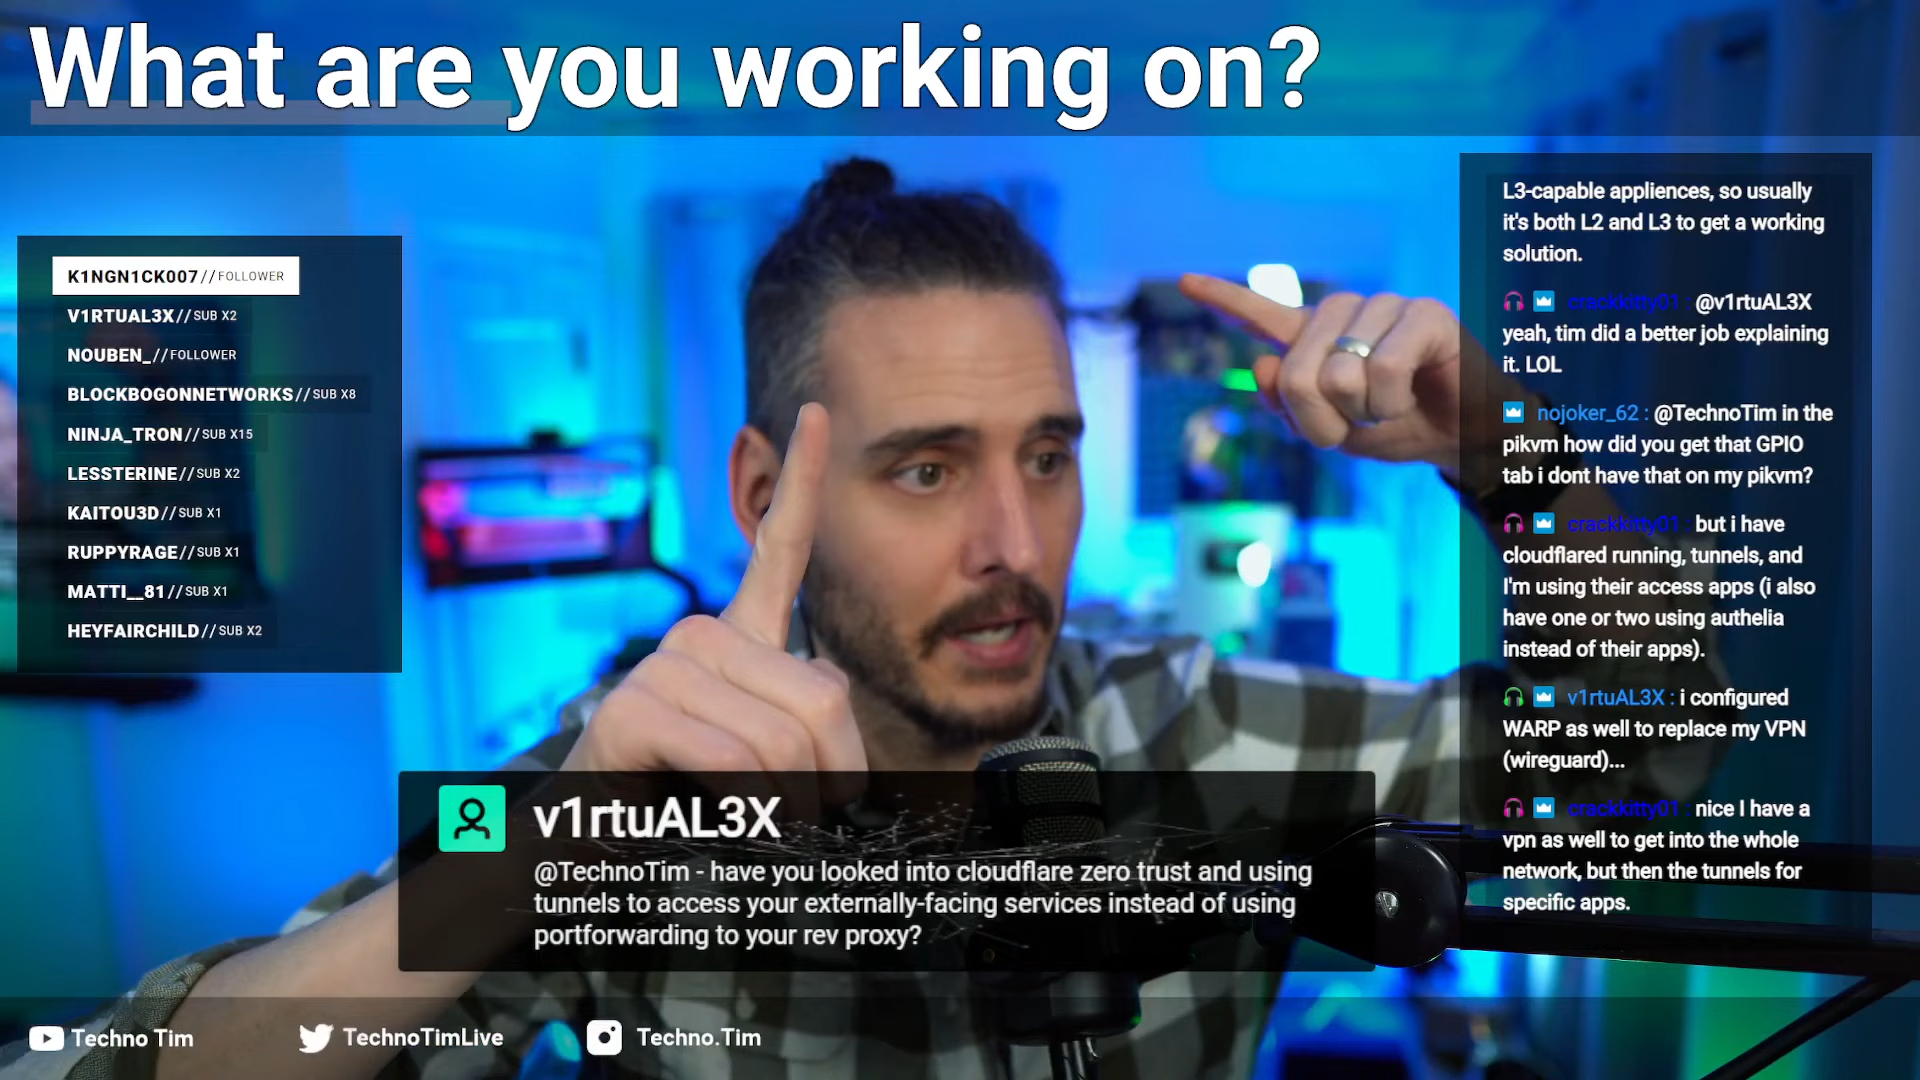 What are you working on?
K1NGN1CK007//FOLLOWER
V1RTUAL3X//SUB X2
NOUBEN_//FOLLOWER
BLOCKBOGONNETWORKS//SUB X8
NINJA_TRON//SUB X15
LESSTERINE//SUB X2
KAITOU3D//SUB X1
RUPPYRAGE//SUB X1
MATTI__81//SUB X1
HEYFAIRCHILD//SUB X2
L3-capable appliences, so usually
it's both L2 and L3 to get a working
solution.
crackkitty01 : @v1rtuAL3X
yeah, tim did a better job explaining
it. LOL
nojoker_62 : @TechnoTim in the
pikvm how did you get that GPIO
tab i dont have that on my pikvm?
crackkitty01 : but i have
cloudflared running, tunnels, and
I'm using their access apps (i also
have one or two using authelia
instead of their apps).
v1rtuAL3X : i configured
WARP as well to replace my VPN
(wireguard)...
crackkitty01 : nice I have a
vpn as well to get into the whole
network, but then the tunnels for
specific apps.
v1rtuAL3X
@TechnoTim - have you looked into cloudflare zero trust and using
tunnels to access your externally-facing services instead of using
portforwarding to your rev proxy?
Techno Tim
TechnoTimLive
Techno.Tim